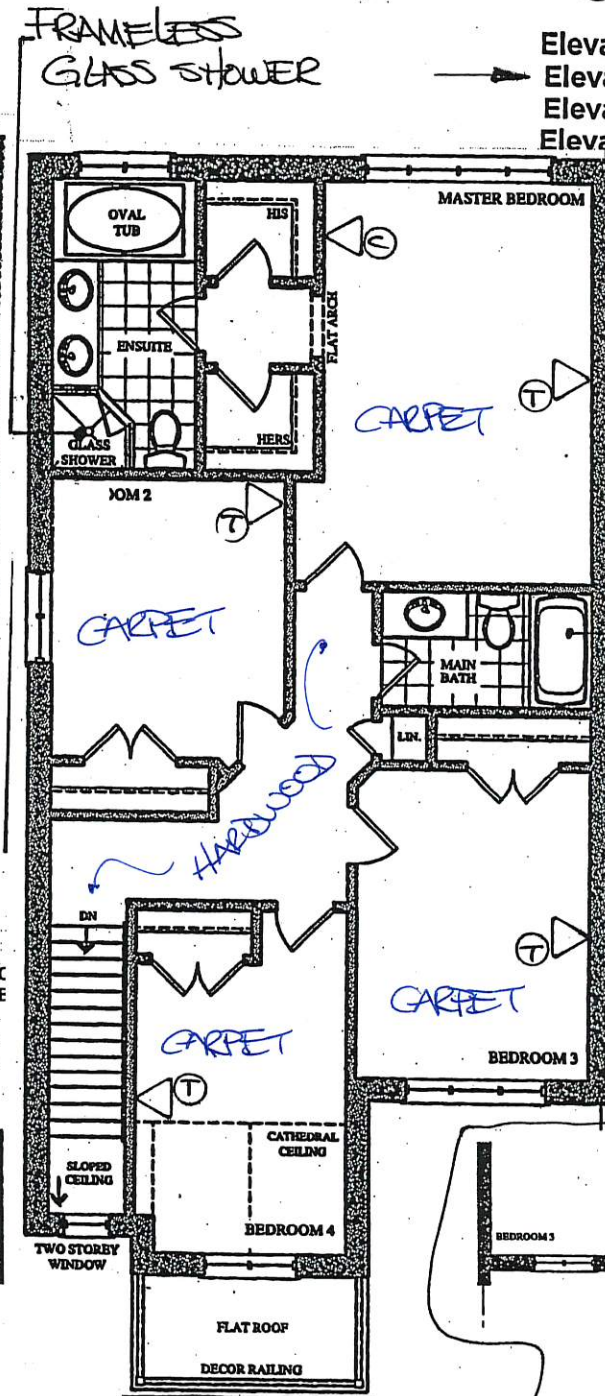 FRAMELESS
GLASS SHOWER
Eleva
Eleva
Eleva
Eleva
MASTER BEDROOM
OVAL
TUB
HIS
C
FLAT ARCH
ENSUITE
T
CARPET
HERS
GLASS
SHOWER
OOM 2
T
CARPET
MAIN
BATH
LIN.
HARDWOOD
DN
T
C
E
CARPET
CARPET
BEDROOM 3
T
CATHEDRAL
CEILING
SLOPED
CEILING
BEDROOM 4
BEDROOM 3
TWO STOREY
WINDOW
FLAT ROOF
DECOR RAILING